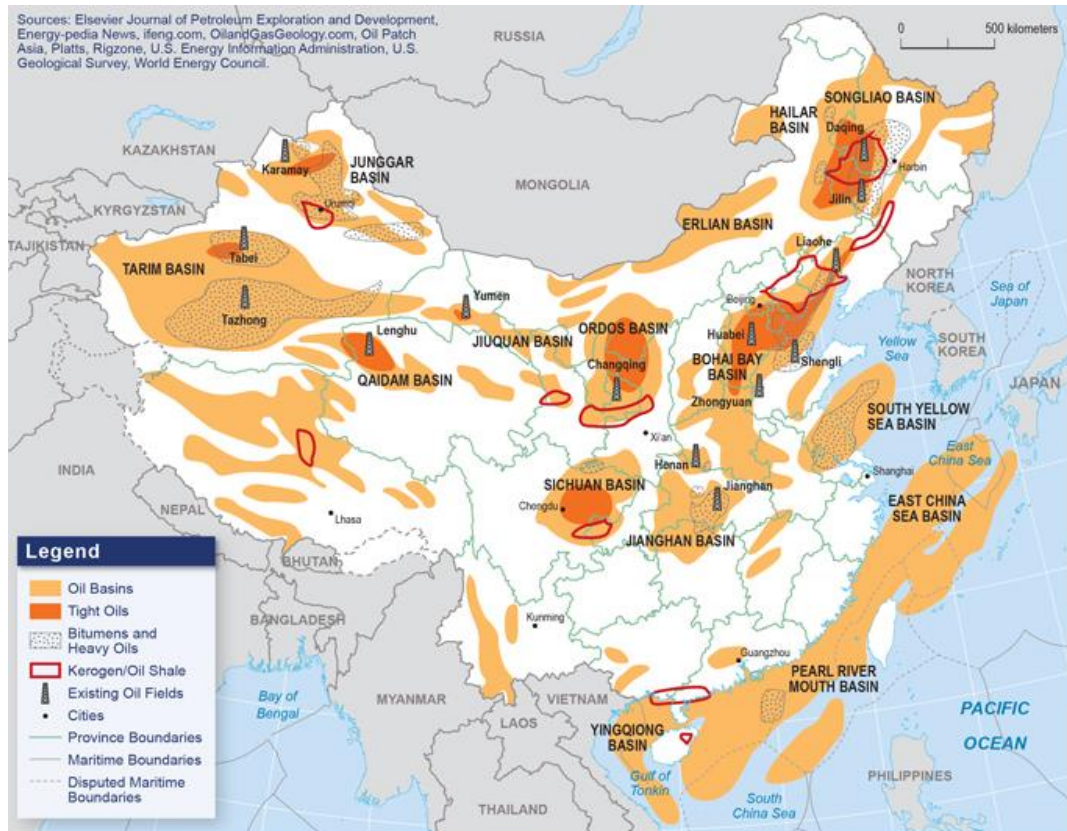 Sources: Elsevier Journal of Petroleum Exploration and Development,
Energy-pedia News, ifeng.com, OilandGasGeology.com, Oil Patch
Asia, Platts, Rigzone, U.S. Energy Information Administration, U.S.
Geological Survey, World Energy Council.
RUSSIA
0 500 kilometers
KAZAKHSTAN
MONGOLIA
KYRGYZSTAN
TAJIKISTAN
SONGLIAO BASIN
HAILAR
BASIN
Daqing
Harbin
Jilin
Karamay
JUNGGAR
BASIN
Urumqi
ERLIAN BASIN
Liaohe
Tabei
TARIM BASIN
Tazhong
NORTH
KOREA
Sea of
Japan
SOUTH
KOREA
JAPAN
Yumen
Lenghu
JIUQUAN BASIN
QAIDAM BASIN
ORDOS BASIN
Changqing
Beijing
Huabei
BOHAI BAY
BASIN
Shengli
Zhongyuan
Yellow
Sea
SOUTH YELLOW
SEA BASIN
East
China Sea
Xi'an
Henan
Shanghai
EAST CHINA
SEA BASIN
INDIA
NEPAL
Lhasa
BHUTAN
BANGLADESH
SICHUAN BASIN
Chengdu
Jianghan
JIANGHAN BASIN
Kunming
Guangzhou
PEARL RIVER
MOUTH BASIN
YINGQIONG
BASIN
Bay of
Bengal
MYANMAR
VIETNAM
LAOS
THAILAND
Gulf of
Tonkin
South
China Sea
PHILIPPINES
PACIFIC
OCEAN
Legend
Oil Basins
Tight Oils
Bitumens and
Heavy Oils
Kerogen/Oil Shale
Existing Oil Fields
Cities
Province Boundaries
Maritime Boundaries
Disputed Maritime
Boundaries